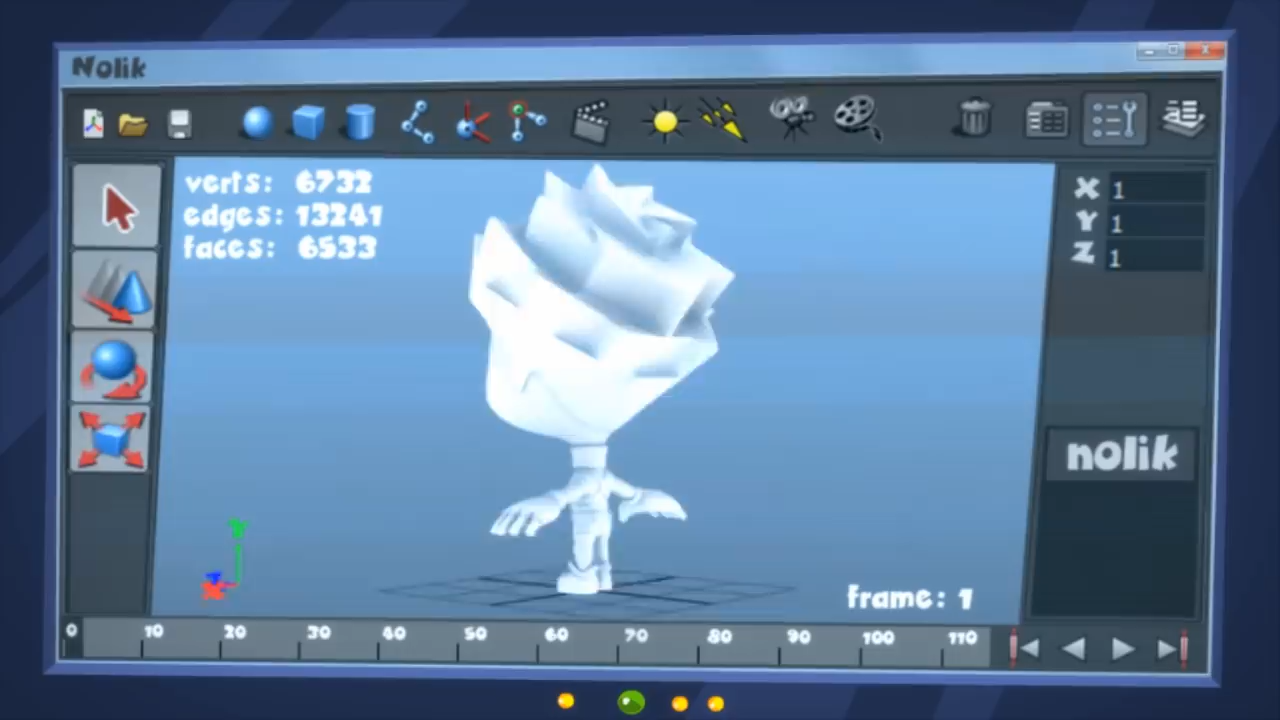 Nolik
verts: 6732
edges: 13241
faces: 6533
X 1
Y 1
Z 1
nolik
frame: 1
0 10 20 30 40 50 60 70 80 90 100 110